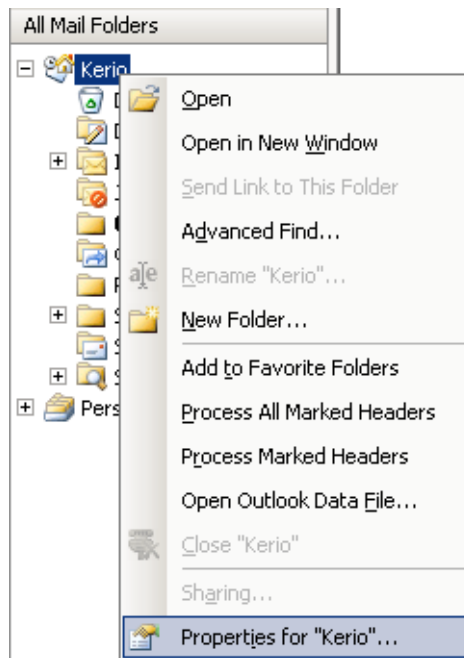 All Mail Folders
Kerio
Open
Open in New Window
Send Link to This Folder
Advanced Find...
Rename "Kerio"...
New Folder...
Add to Favorite Folders
Process All Marked Headers
Process Marked Headers
Pers
Open Outlook Data File...
Close "Kerio"
Sharing...
Properties for "Kerio"...